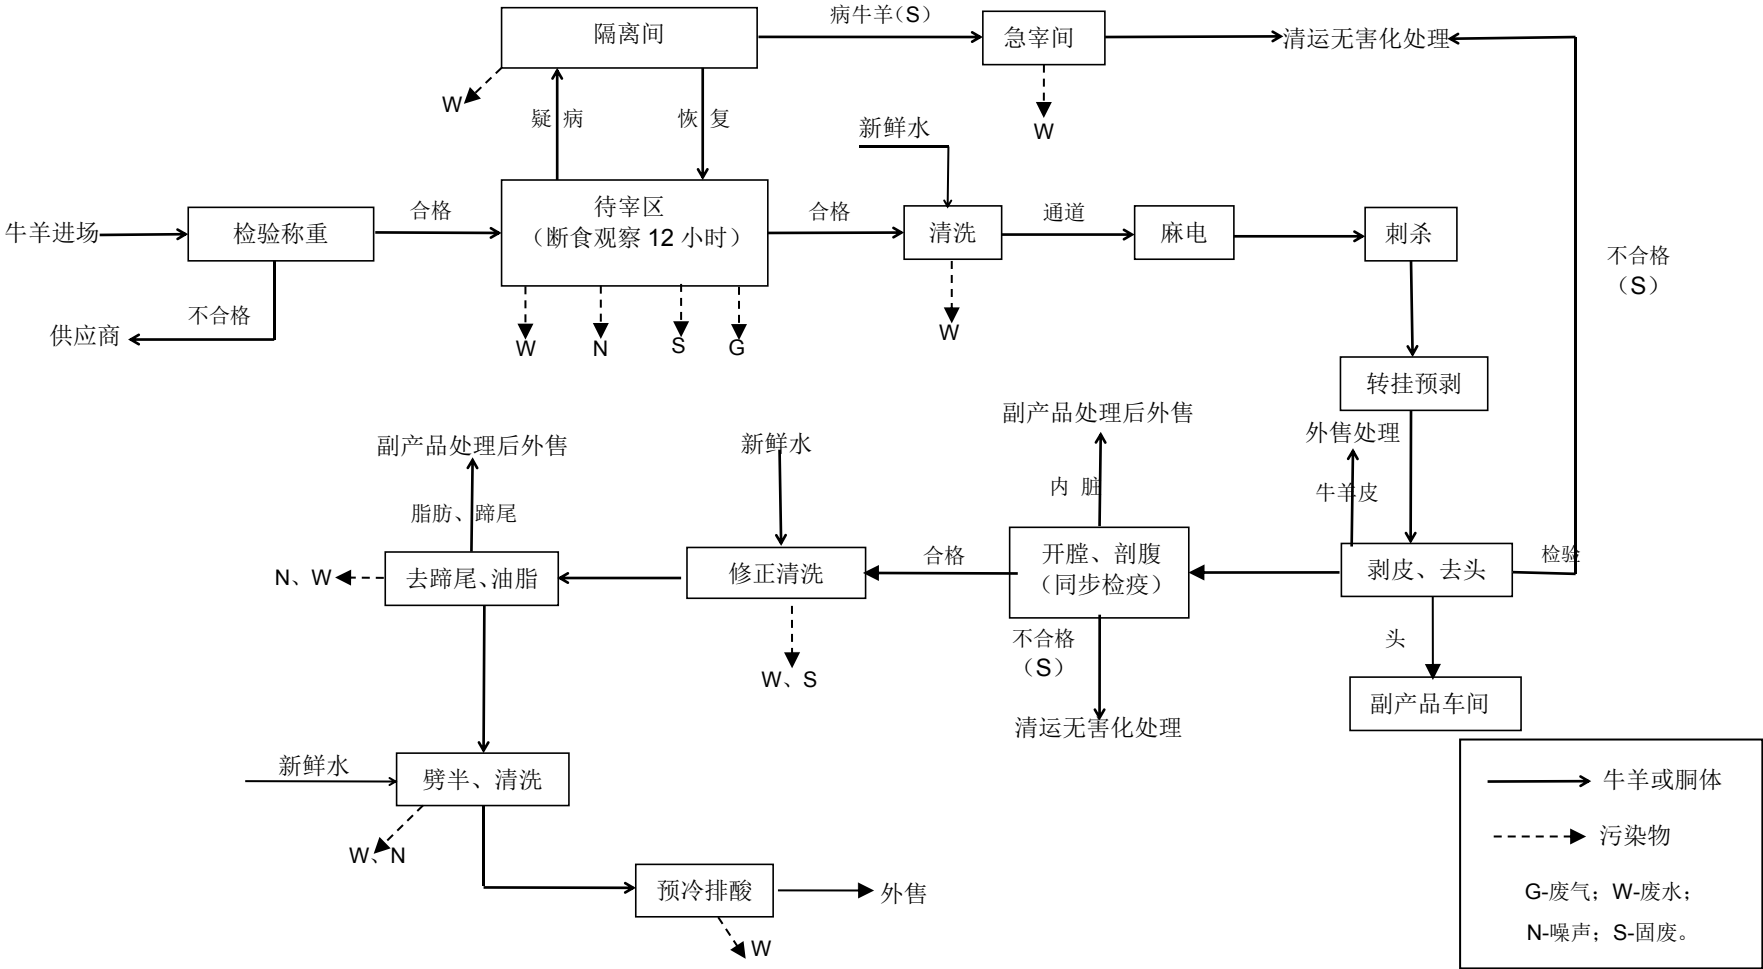 隔离间
病牛羊(S)
急宰间
清运无害化处理
W
疑 病
恢 复
W
新鲜水
牛羊进场
检验称重
合格
待宰区
（断食观察 12 小时）
合格
清洗
通道
麻电
刺杀
不合格
（S）
供应商
不合格
W
N
S
G
W
转挂预剥
副产品处理后外售
外售处理
副产品处理后外售
新鲜水
内 脏
牛羊皮
脂肪、蹄尾
N、W
去蹄尾、油脂
修正清洗
合格
开膛、剖腹
（同步检疫）
剥皮、去头
检验
不合格
（S）
头
W、S
清运无害化处理
副产品车间
新鲜水
劈半、清洗
W、N
预冷排酸
外售
W
牛羊或胴体
污染物
G-废气；W-废水；
N-噪声；S-固废。